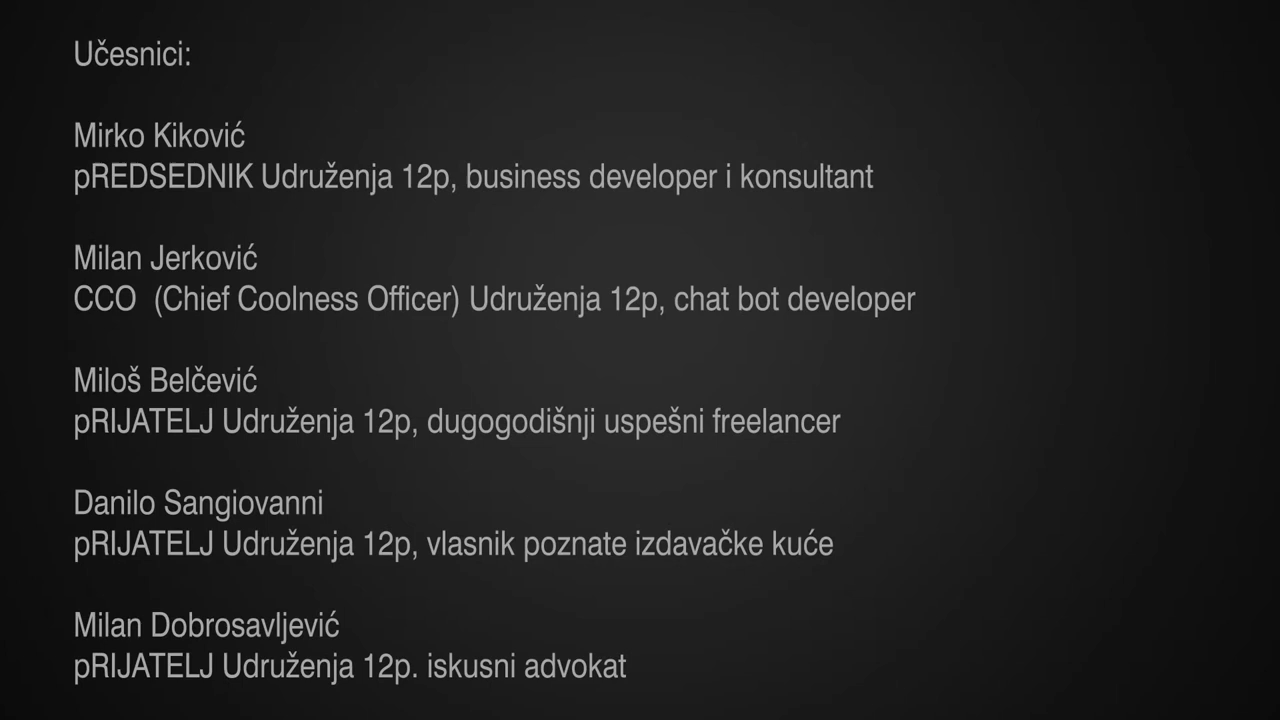 Učesnici:
Mirko Kiković
pREDSEDNIK Udruženja 12p, business developer i konsultant
Milan Jerković
CCO  (Chief Coolness Officer) Udruženja 12p, chat bot developer
Miloš Belčević
pRIJATELJ Udruženja 12p, dugogodišnji uspešni freelancer
Danilo Sangiovanni
pRIJATELJ Udruženja 12p, vlasnik poznate izdavačke kuće
Milan Dobrosavljević
pRIJATELJ Udruženja 12p. iskusni advokat